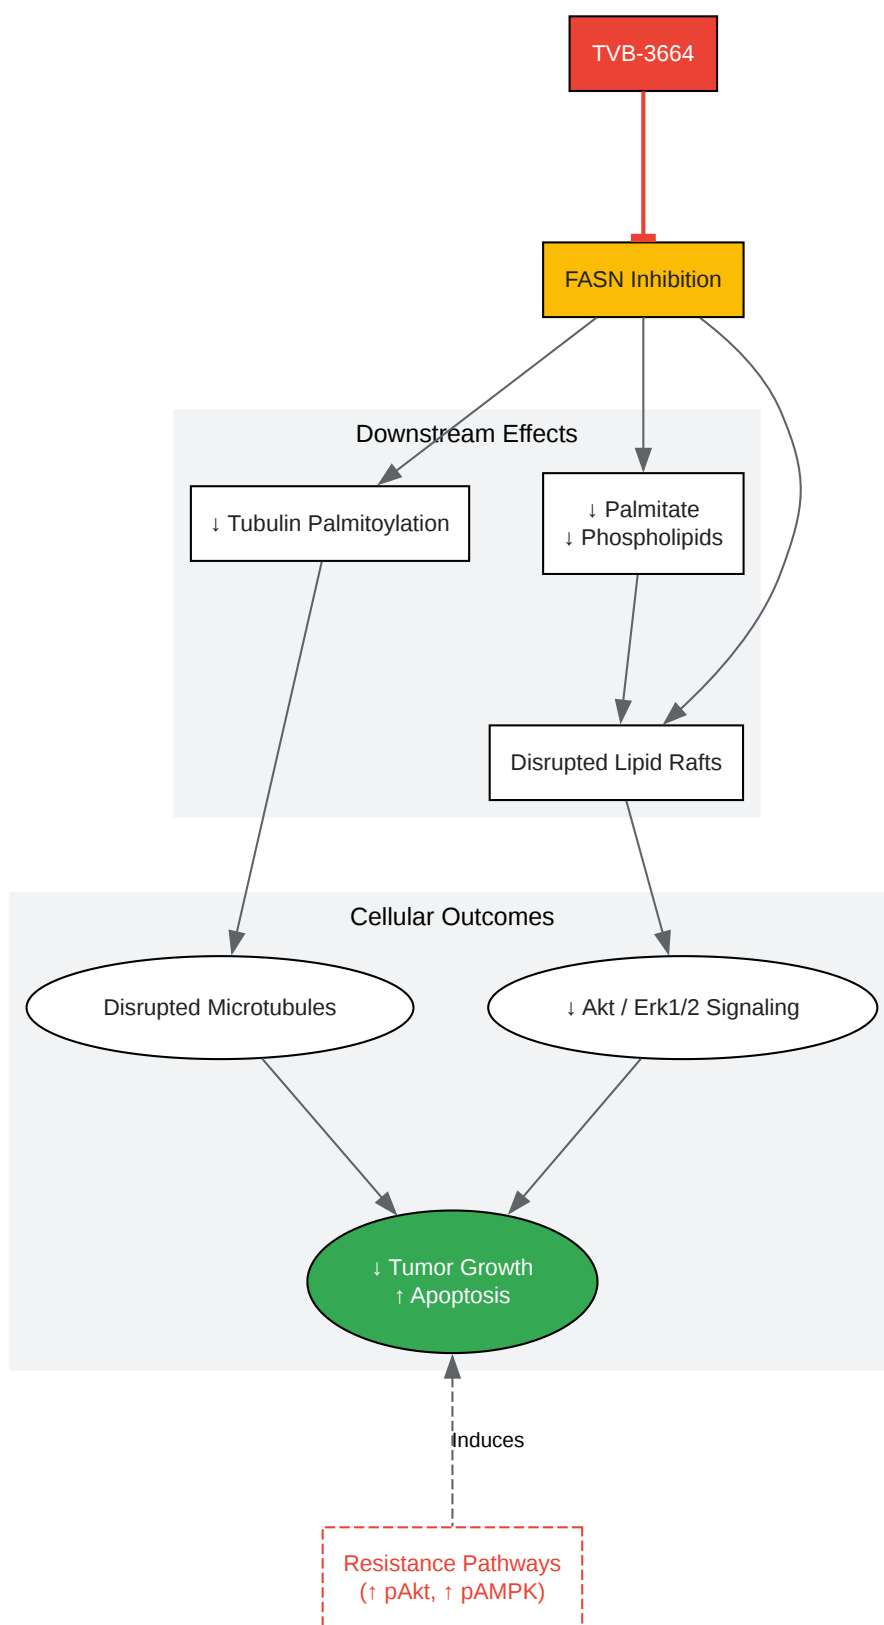 TVB-3664
FASN Inhibition
Downstream Effects
↓ Tubulin Palmitoylation
↓ Palmitate
↓ Phospholipids
Disrupted Lipid Rafts
Cellular Outcomes
Disrupted Microtubules
↓ Akt / Erk1/2 Signaling
↓ Tumor Growth
↑ Apoptosis
Induces
Resistance Pathways
(↑ pAkt, ↑ pAMPK)